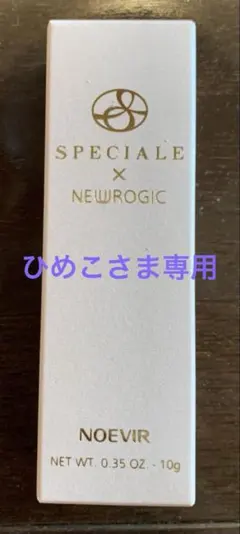 SPECIALE
×
NEWROGIC
ひめこさま専用
NOEVIR
NET WT. 0.35 OZ. - 10g